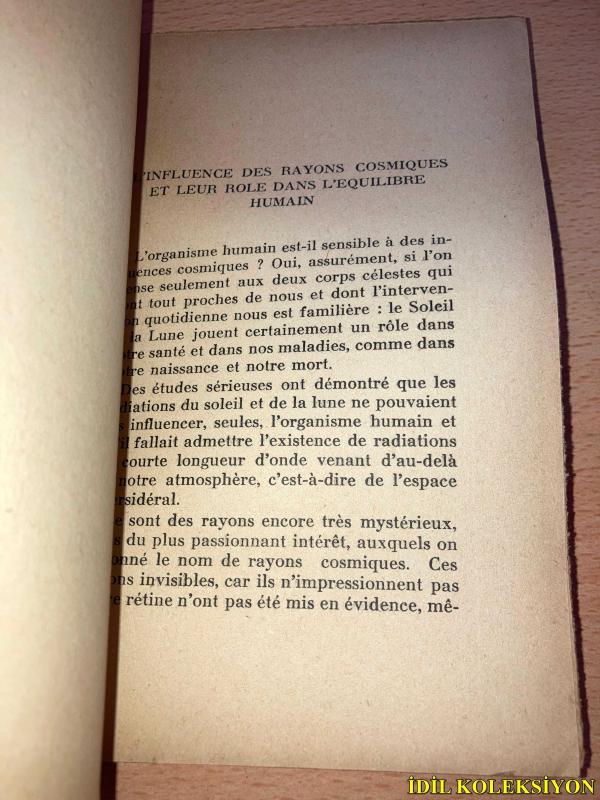 L'INFLUENCE DES RAYONS COSMIQUES
ET LEUR ROLE DANS L'EQUILIBRE
HUMAIN
L'organisme humain est-il sensible à des in-
uences cosmiques ? Oui, assurément, si l'on
ense seulement aux deux corps célestes qui
nt tout proches de nous et dont l'interven-
on quotidienne nous est familière : le Soleil
la Lune jouent certainement un rôle dans
tre santé et dans nos maladies, comme dans
tre naissance et notre mort.
Des études sérieuses ont démontré que les
diations du soleil et de la lune ne pouvaient
s influencer, seules, l'organisme humain et
'il fallait admettre l'existence de radiations
courte longueur d'onde venant d'au-delà
notre atmosphère, c'est-à-dire de l'espace
ersidéral.
e sont des rayons encore très mystérieux,
s du plus passionnant intérêt, auxquels on
onné le nom de rayons cosmiques. Ces
ons invisibles, car ils n'impressionnent pas
e rétine n'ont pas été mis en évidence, mê-
İDİL KOLEKSİYON